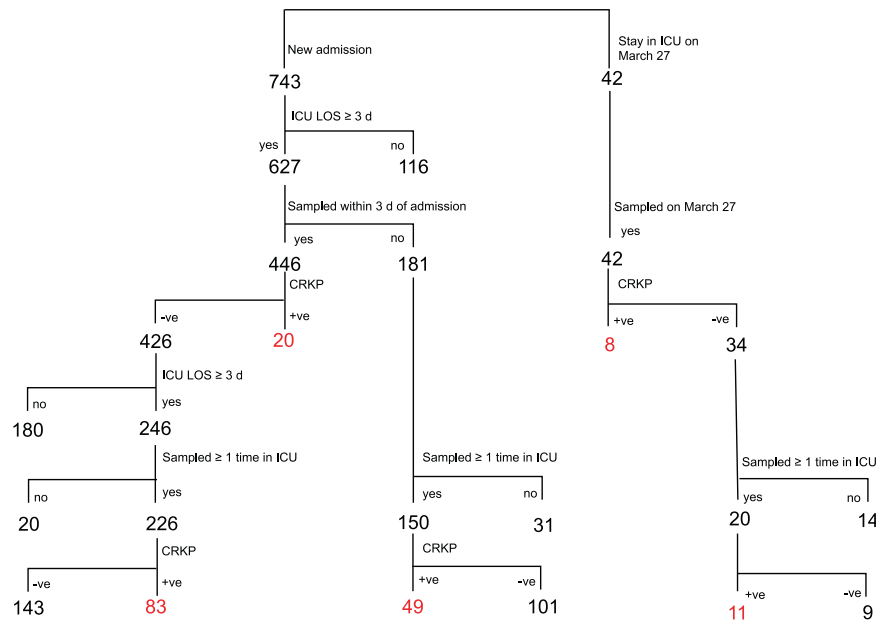 New admission
Stay in ICU on
March 27
743
42
ICU LOS ≥ 3 d
yes
no
627
116
Sampled within 3 d of admission
Sampled on March 27
yes
no
yes
446
181
42
CRKP
CRKP
-ve
+ve
+ve
-ve
426
20
8
34
ICU LOS ≥ 3 d
no
yes
180
246
Sampled ≥ 1 time in ICU
Sampled ≥ 1 time in ICU
Sampled ≥ 1 time in ICU
no
yes
yes
no
yes
no
20
226
150
31
20
14
CRKP
CRKP
-ve
+ve
+ve
-ve
+ve
-ve
143
83
49
101
11
9